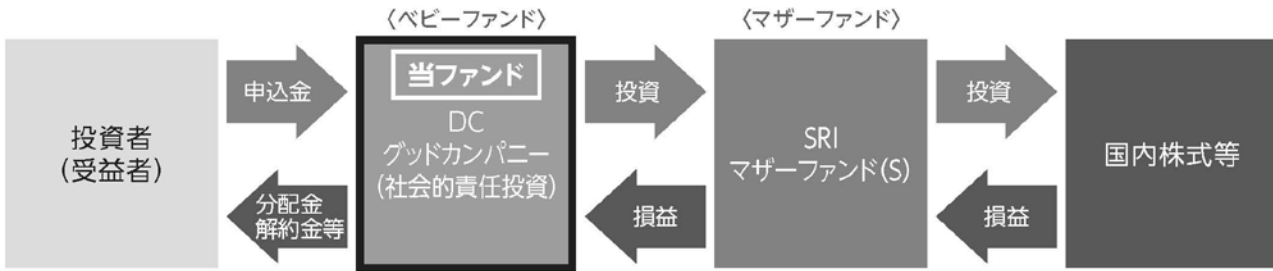 〈ベビーファンド〉
〈マザーファンド〉
投資者
(受益者)
申込金
分配金
解約金等
当ファンド
DC
グッドカンパニー
(社会的責任投資)
投資
損益
SRI
マザーファンド(S)
投資
損益
国内株式等